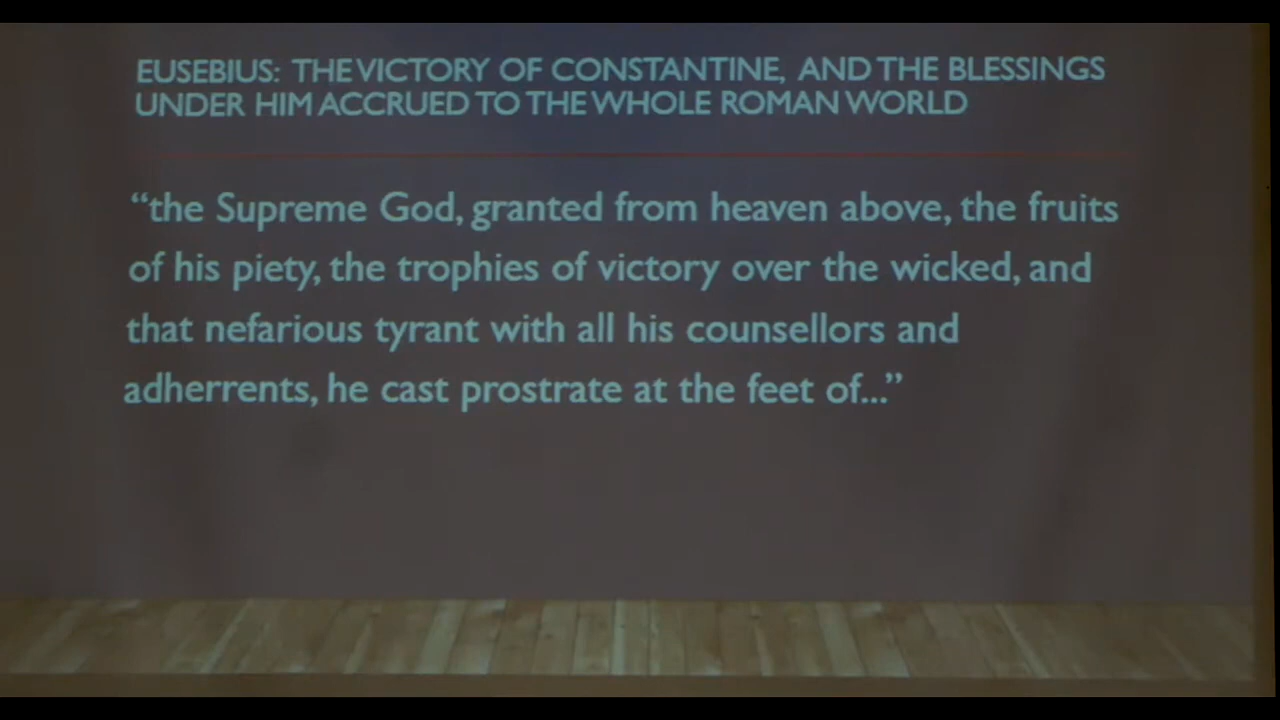 EUSEBIUS: THE VICTORY OF CONSTANTINE, AND THE BLESSINGS
UNDER HIM ACCRUED TO THE WHOLE ROMAN WORLD
“the Supreme God, granted from heaven above, the fruits
of his piety, the trophies of victory over the wicked, and
that nefarious tyrant with all his counsellors and
adherrents, he cast prostrate at the feet of...”